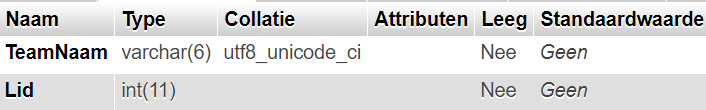 Naam Type Collatie Attributen Leeg Standaardwaarde
TeamNaam varchar(6) utf8_unicode_ci Nee Geen
Lid int(11) Nee Geen